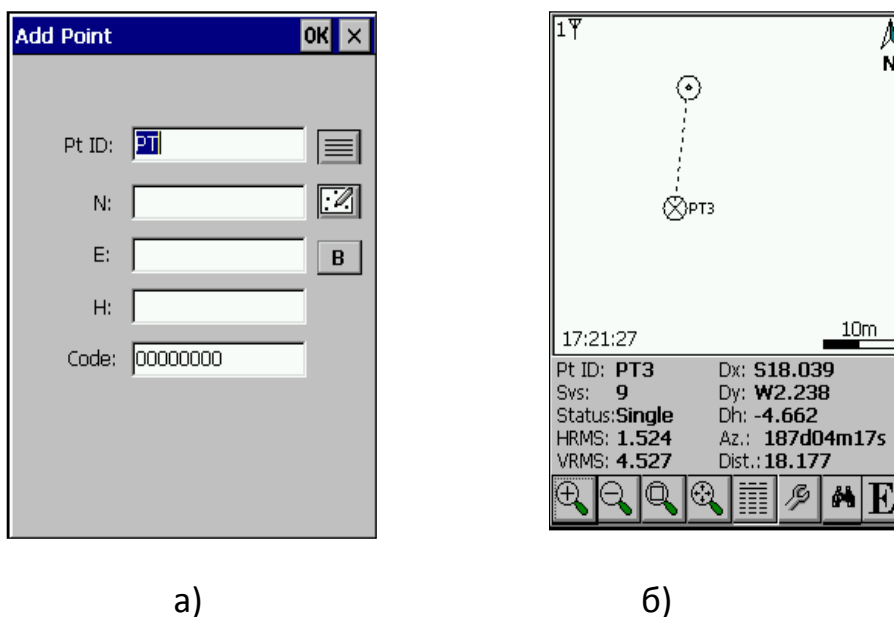 Add Point OK ×
Pt ID: PT
N:
E: B
H:
Code: 00000000
а)
1
N
PT3
17:21:27 10m
Pt ID: PT3 Dx: S18.039
Svs: 9 Dy: W2.238
Status:Single Dh: -4.662
HRMS: 1.524 Az.: 187d04m17s
VRMS: 4.527 Dist.: 18.177
E
б)